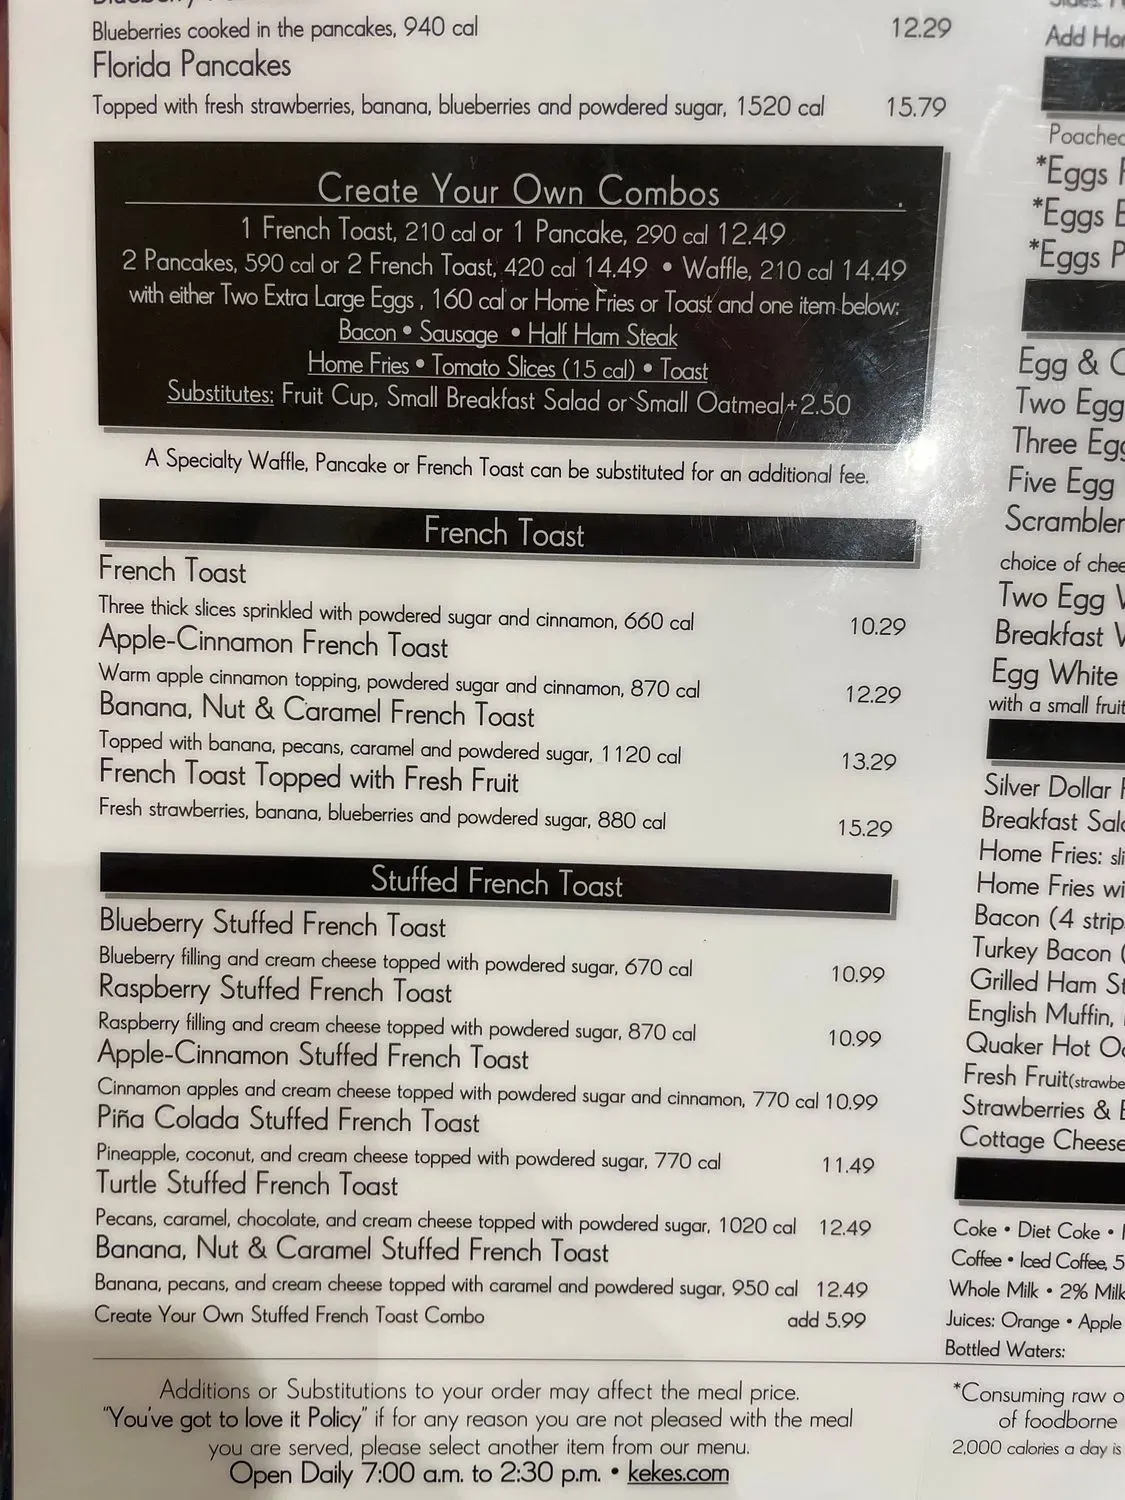 Blueberries cooked in the pancakes, 940 cal 12.29
Florida Pancakes
Topped with fresh strawberries, banana, blueberries and powdered sugar, 1520 cal 15.79
Create Your Own Combos
1 French Toast, 210 cal or 1 Pancake, 290 cal 12.49
2 Pancakes, 590 cal or 2 French Toast, 420 cal 14.49 • Waffle, 210 cal 14.49
with either Two Extra Large Eggs , 160 cal or Home Fries or Toast and one item below:
Bacon • Sausage • Half Ham Steak
Home Fries • Tomato Slices (15 cal) • Toast
Substitutes: Fruit Cup, Small Breakfast Salad or Small Oatmeal +2.50
A Specialty Waffle, Pancake or French Toast can be substituted for an additional fee.
French Toast
French Toast
Three thick slices sprinkled with powdered sugar and cinnamon, 660 cal 10.29
Apple-Cinnamon French Toast
Warm apple cinnamon topping, powdered sugar and cinnamon, 870 cal 12.29
Banana, Nut & Caramel French Toast
Topped with banana, pecans, caramel and powdered sugar, 1120 cal 13.29
French Toast Topped with Fresh Fruit
Fresh strawberries, banana, blueberries and powdered sugar, 880 cal 15.29
Stuffed French Toast
Blueberry Stuffed French Toast
Blueberry filling and cream cheese topped with powdered sugar, 670 cal 10.99
Raspberry Stuffed French Toast
Raspberry filling and cream cheese topped with powdered sugar, 870 cal 10.99
Apple-Cinnamon Stuffed French Toast
Cinnamon apples and cream cheese topped with powdered sugar and cinnamon, 770 cal 10.99
Piña Colada Stuffed French Toast
Pineapple, coconut, and cream cheese topped with powdered sugar, 770 cal 11.49
Turtle Stuffed French Toast
Pecans, caramel, chocolate, and cream cheese topped with powdered sugar, 1020 cal 12.49
Banana, Nut & Caramel Stuffed French Toast
Banana, pecans, and cream cheese topped with caramel and powdered sugar, 950 cal 12.49
Create Your Own Stuffed French Toast Combo add 5.99
Additions or Substitutions to your order may affect the meal price.
"You've got to love it Policy" if for any reason you are not pleased with the meal
you are served, please select another item from our menu.
Open Daily 7:00 a.m. to 2:30 p.m. • kekes.com
Add
Poached
*Eggs
*Eggs
*Eggs
Egg &
Two Egg
Three Egg
Five Egg
Scrambler
choice of
Two Egg
Breakfast
Egg White
with a small fruit
Silver Dollar
Breakfast
Home Fries:
Home Fries
Bacon (4
Turkey Bacon (
Grilled Ham
English Muffin,
Quaker Hot
Fresh Fruit
Strawberries &
Cottage Cheese
Coke • Diet Coke •
Coffee • Iced Coffee, 5
Whole Milk • 2% Milk
Juices: Orange • Apple
Bottled Waters:
*Consuming raw
of foodborne
2,000 calories a day is